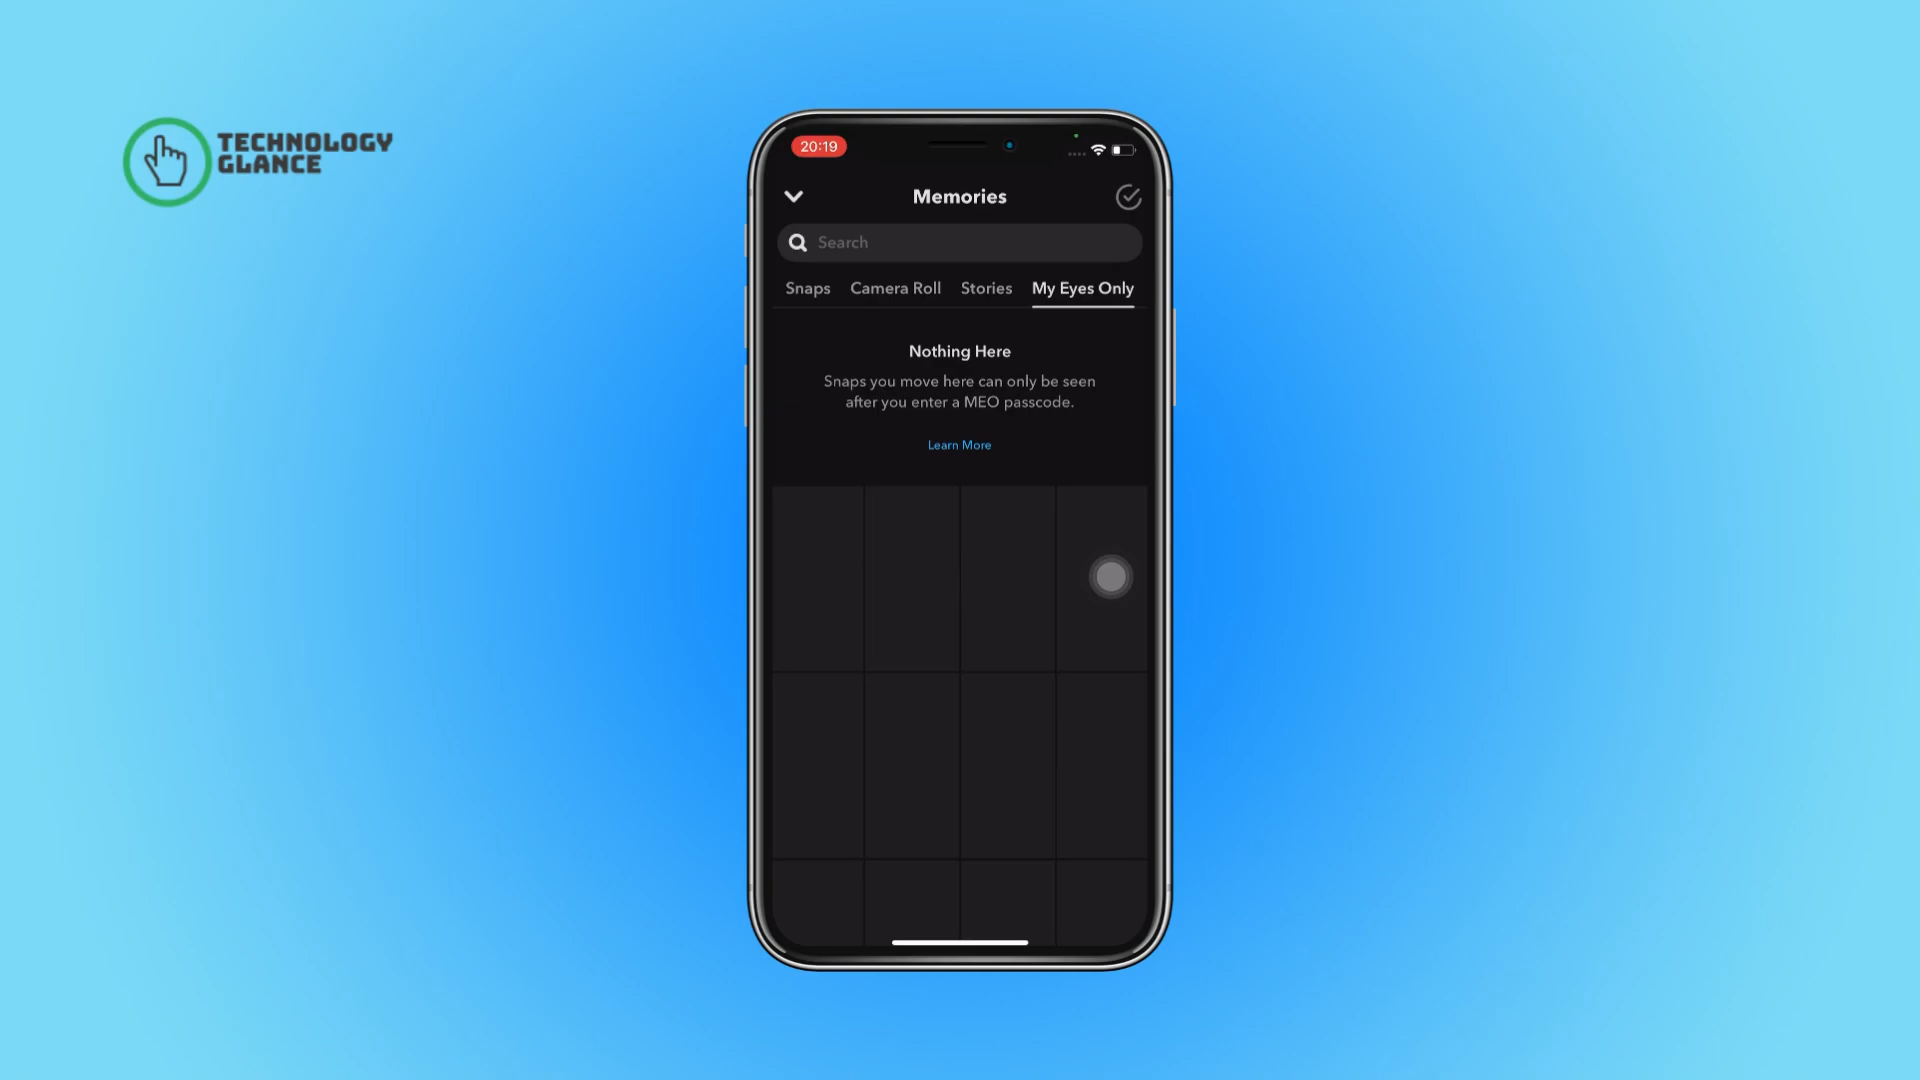 TECHNOLOGY
GLANCE
20:19
Memories
Search
Snaps Camera Roll Stories My Eyes Only
Nothing Here
Snaps you move here can only be seen
after you enter a MEO passcode.
Learn More